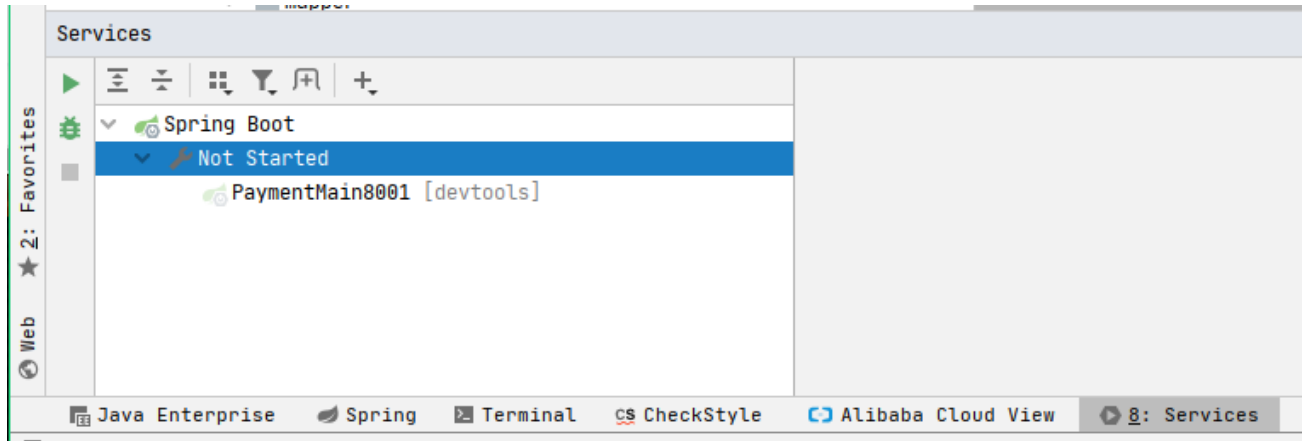 Services
Spring Boot
Not Started
PaymentMain8001 [devtools]
2: Favorites
Web
Java Enterprise Spring Terminal CS CheckStyle Alibaba Cloud View 8: Services